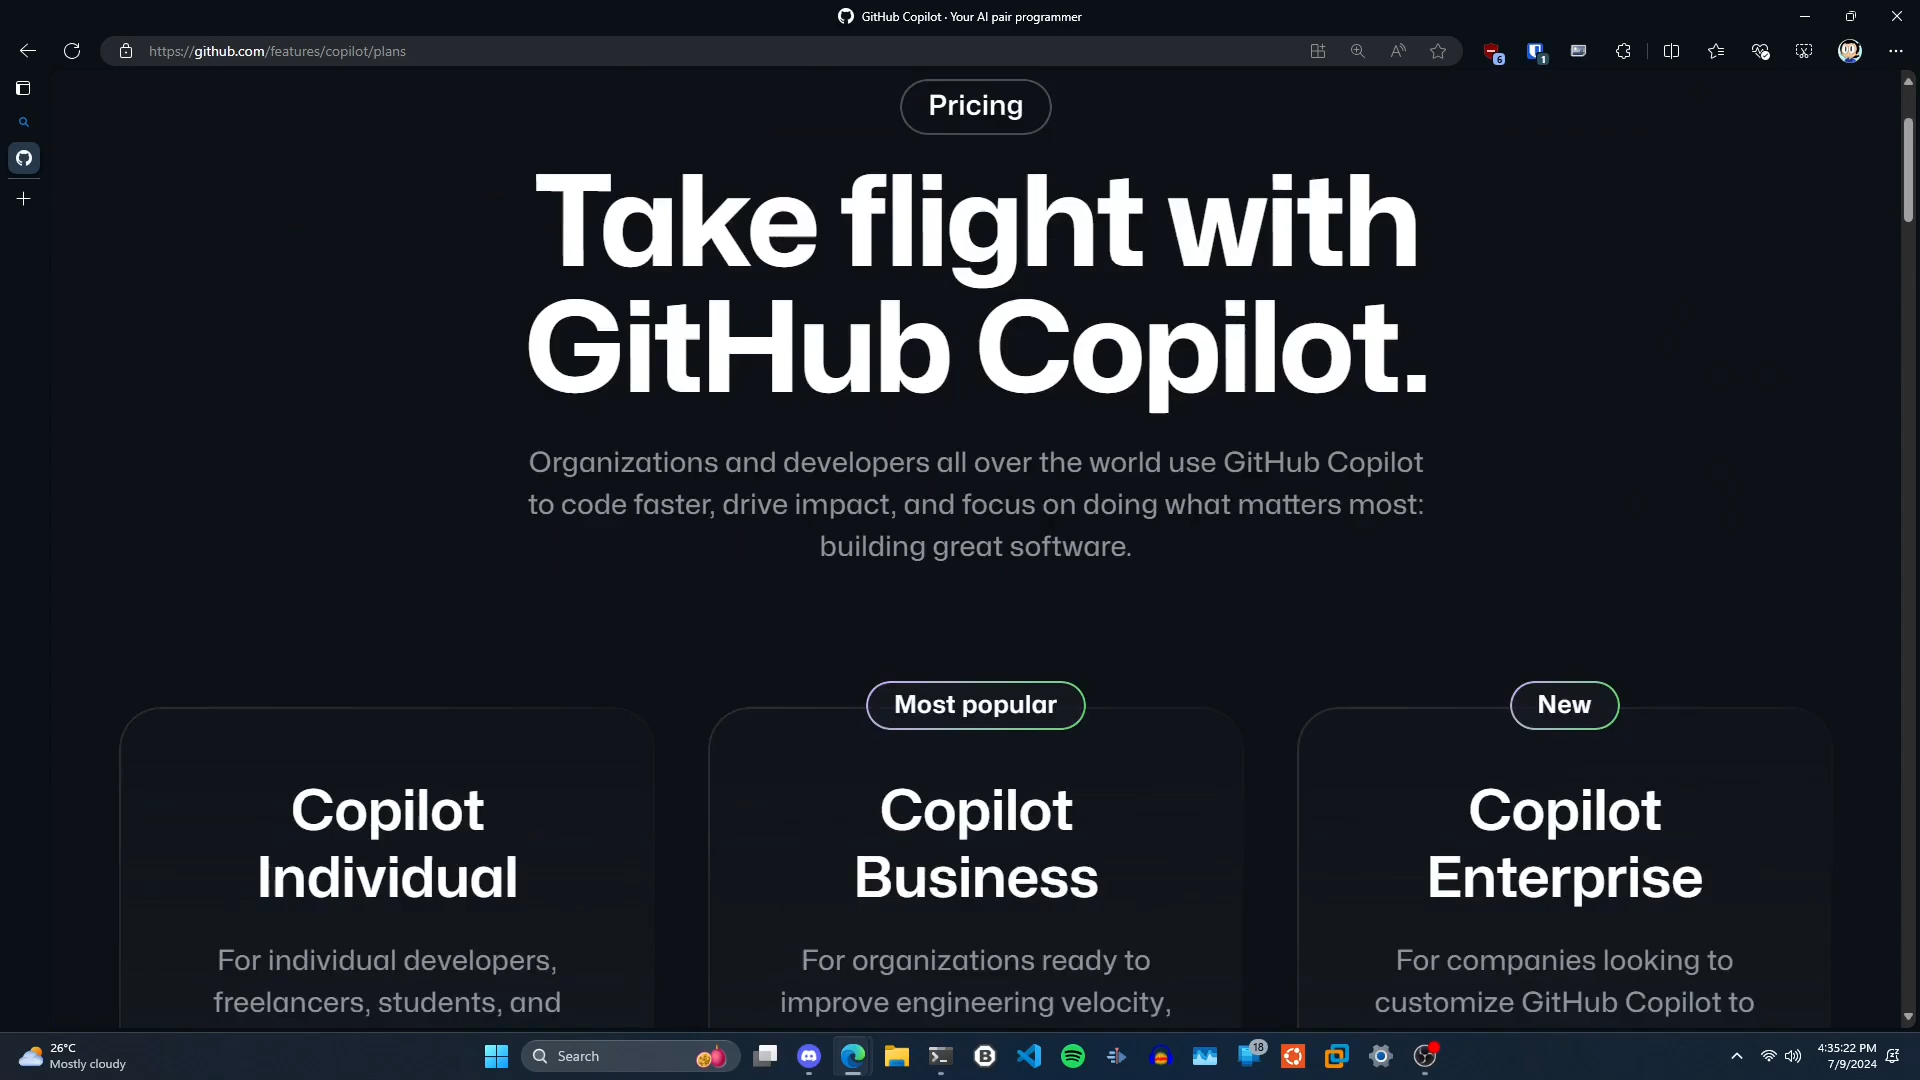 GitHub Copilot · Your AI pair programmer
https://github.com/features/copilot/plans
6
1
Pricing
Take flight with
GitHub Copilot.
Organizations and developers all over the world use GitHub Copilot
to code faster, drive impact, and focus on doing what matters most:
building great software.
Most popular
New
Copilot
Individual
For individual developers,
freelancers, students, and
Copilot
Business
For organizations ready to
improve engineering velocity,
Copilot
Enterprise
For companies looking to
customize GitHub Copilot to
26°C
Mostly cloudy
Search
18
4:35:22 PM
7/9/2024